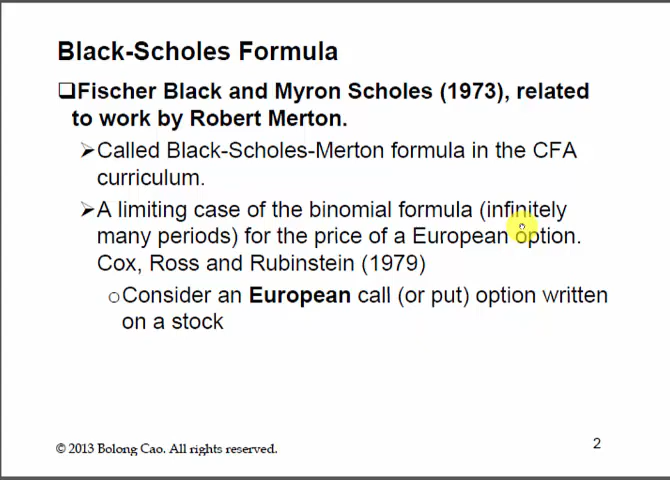 Black-Scholes Formula
❑Fischer Black and Myron Scholes (1973), related
to work by Robert Merton.
➢Called Black-Scholes-Merton formula in the CFA
curriculum.
➢A limiting case of the binomial formula (infinitely
many periods) for the price of a European option.
Cox, Ross and Rubinstein (1979)
oConsider an European call (or put) option written
on a stock
© 2013 Bolong Cao. All rights reserved.
2